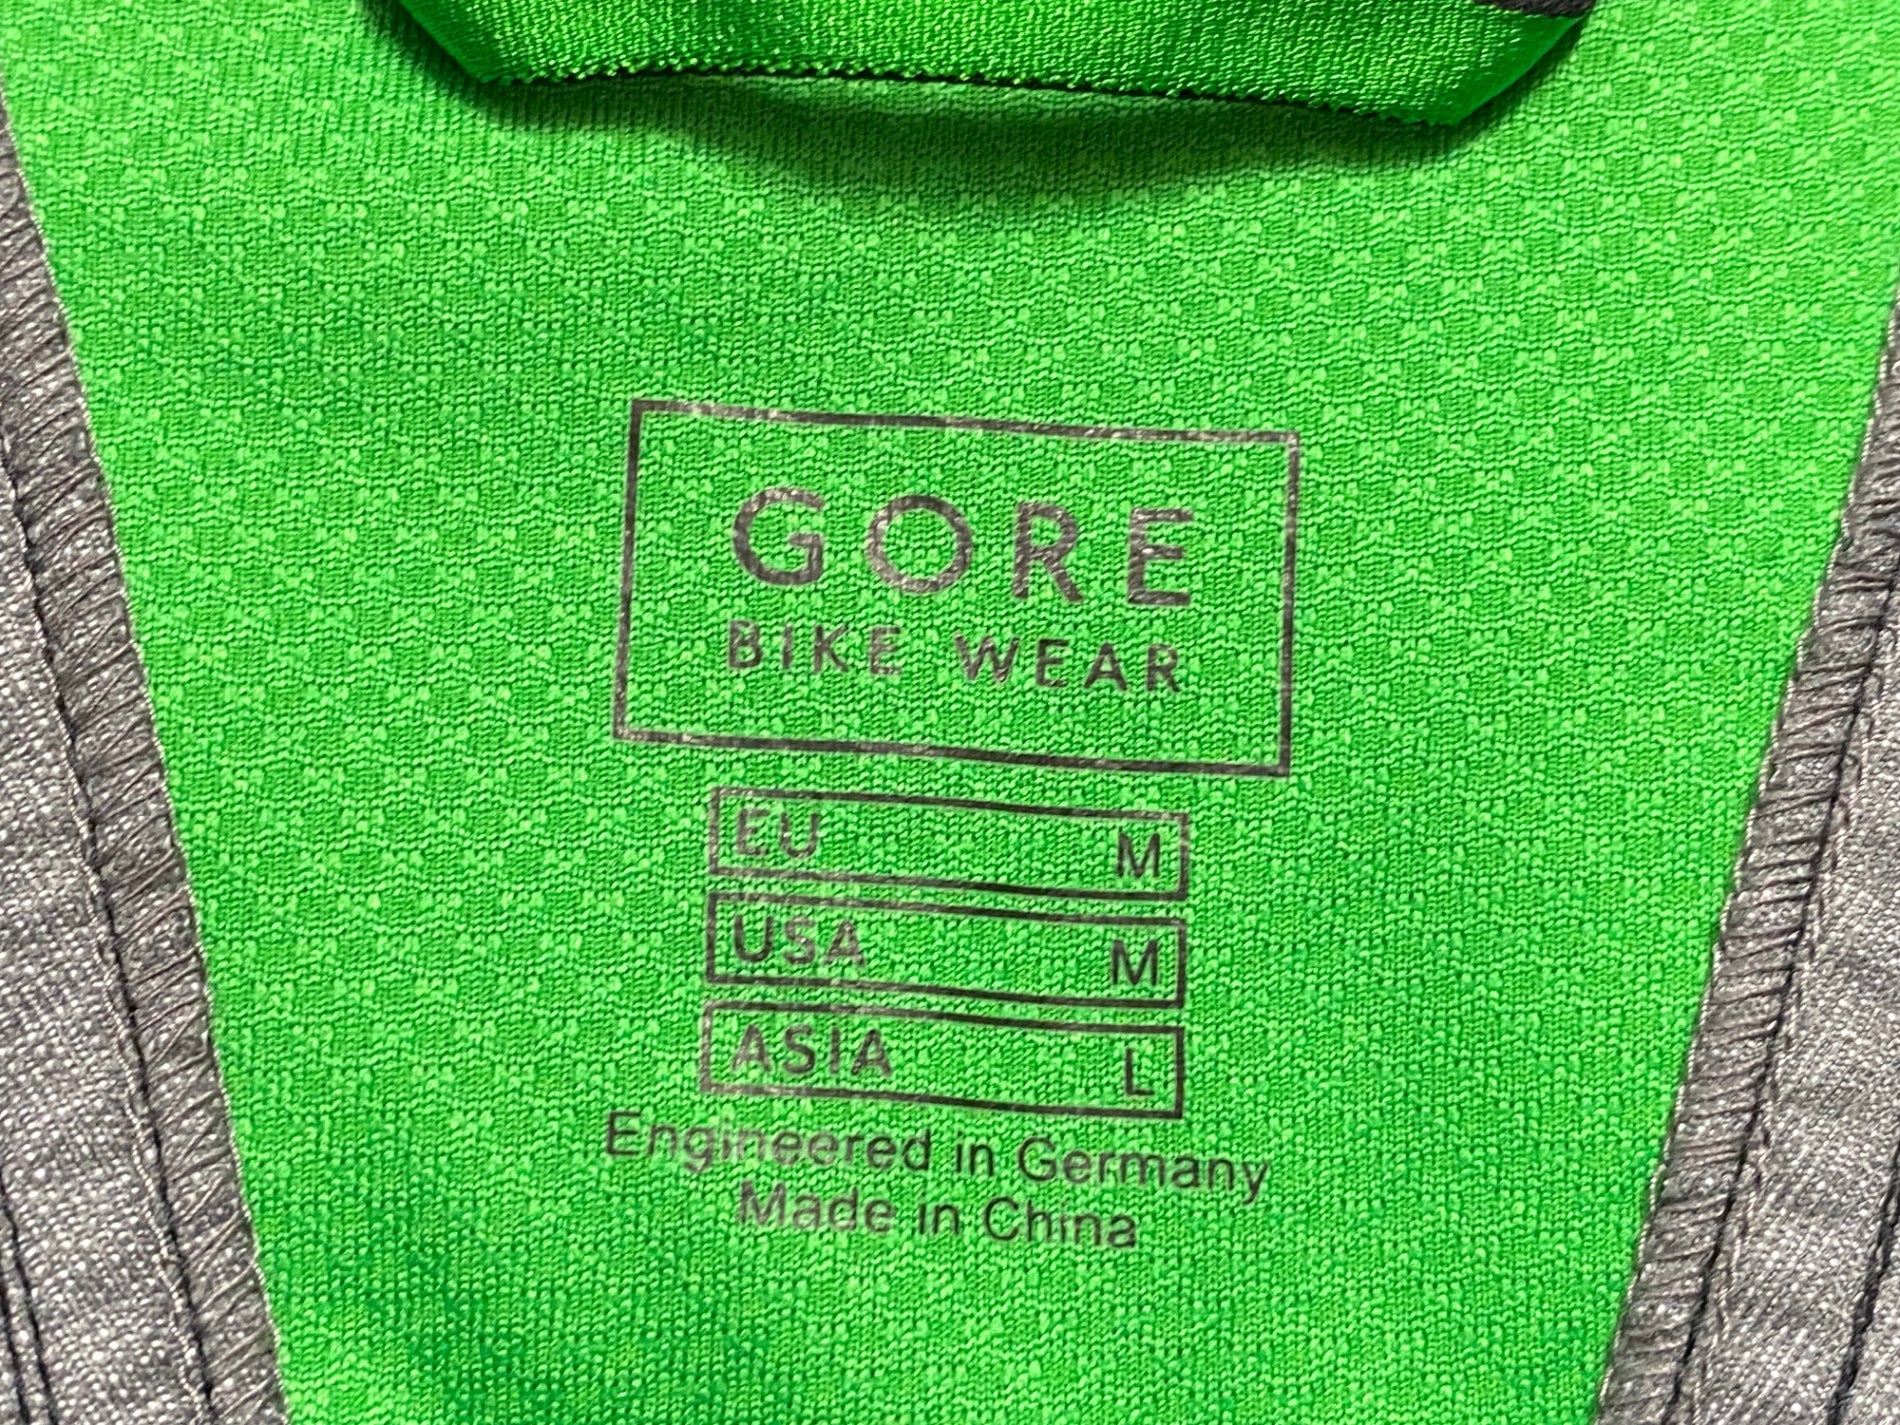 GORE
BIKE WEAR
EU M
USA M
ASIA L
Engineered in Germany
Made in China